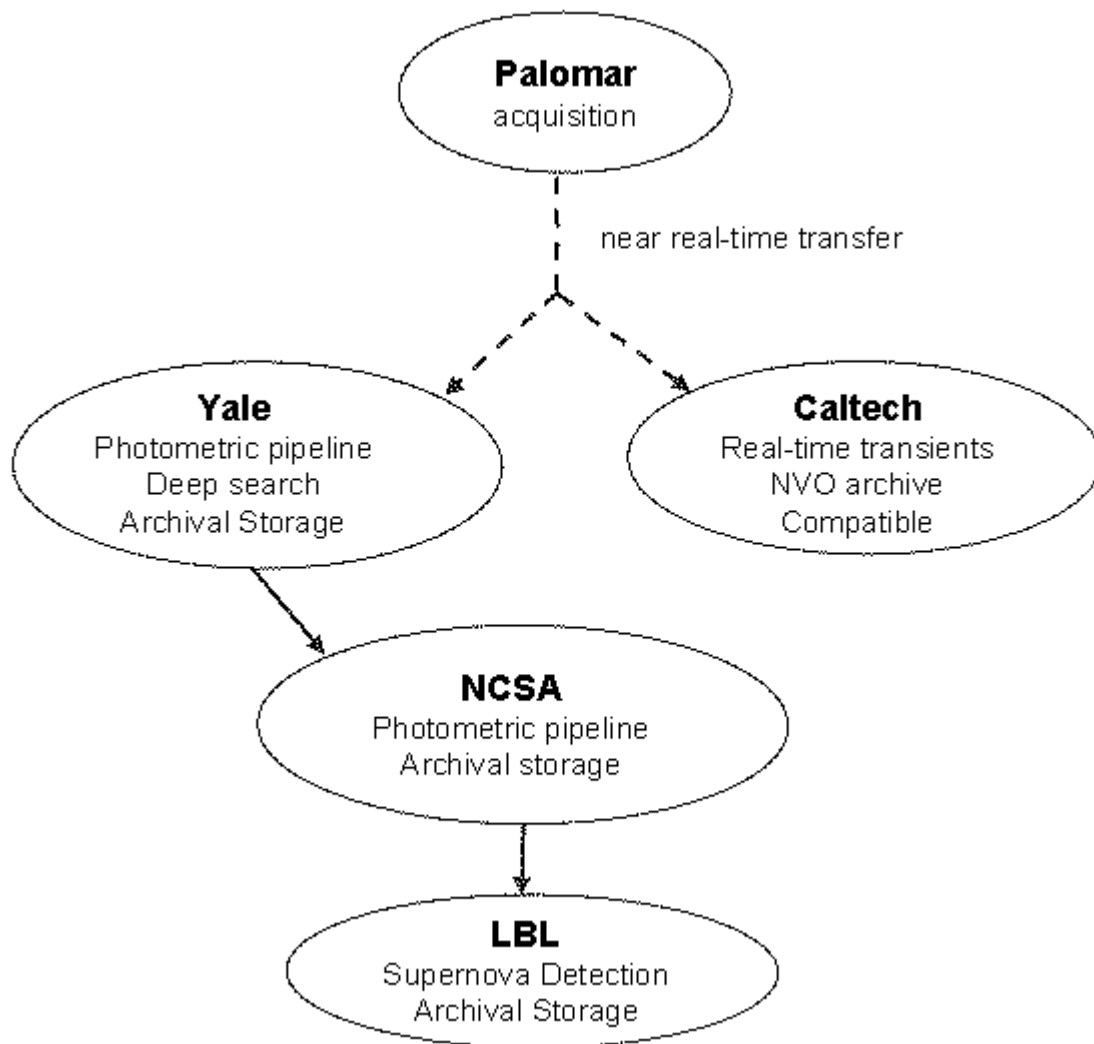 Palomar
acquisition
near real-time transfer
Yale
Photometric pipeline
Deep search
Archival Storage
Caltech
Real-time transients
NVO archive
Compatible
NCSA
Photometric pipeline
Archival storage
LBL
Supernova Detection
Archival Storage